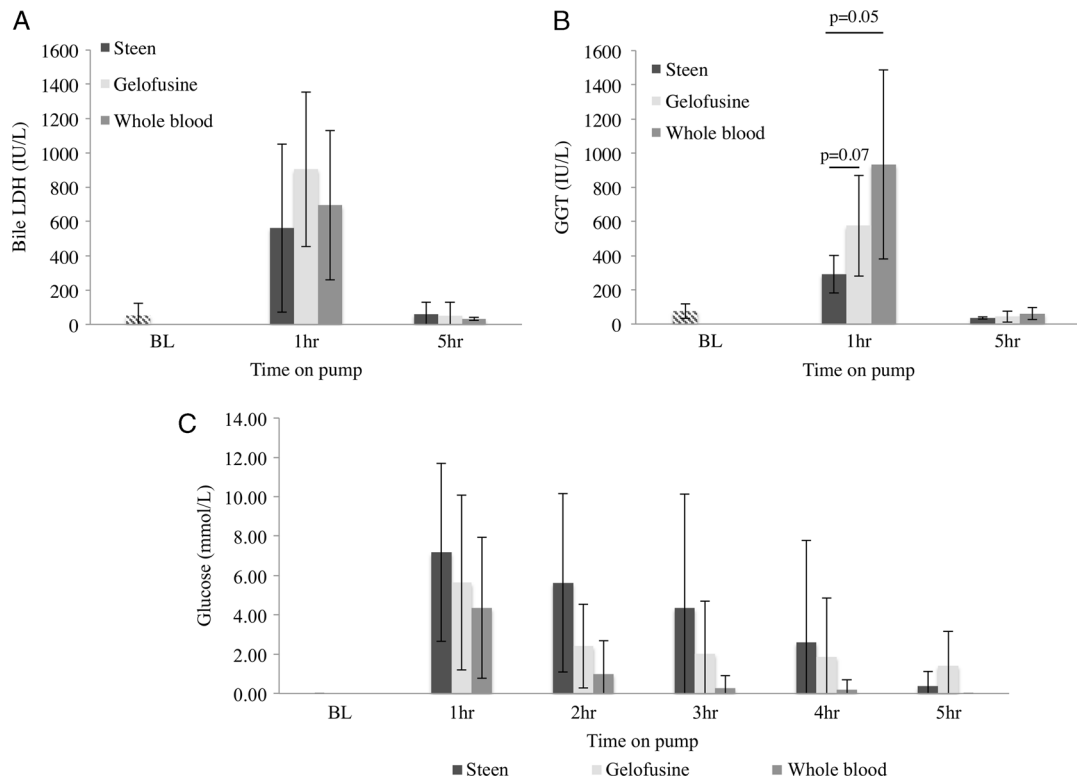 A
Bile LDH (IU/L)
1600
1400
1200
1000
800
600
400
200
0
Steen
Gelofusine
Whole blood
BL 1hr 5hr
Time on pump
B
GGT (IU/L)
1600
1400
1200
1000
800
600
400
200
0
p=0.05
Steen
Gelofusine
Whole blood
p=0.07
BL 1hr 5hr
Time on pump
C
Glucose (mmol/L)
14.00
12.00
10.00
8.00
6.00
4.00
2.00
0.00
BL 1hr 2hr 3hr 4hr 5hr
Time on pump
Steen Gelofusine Whole blood